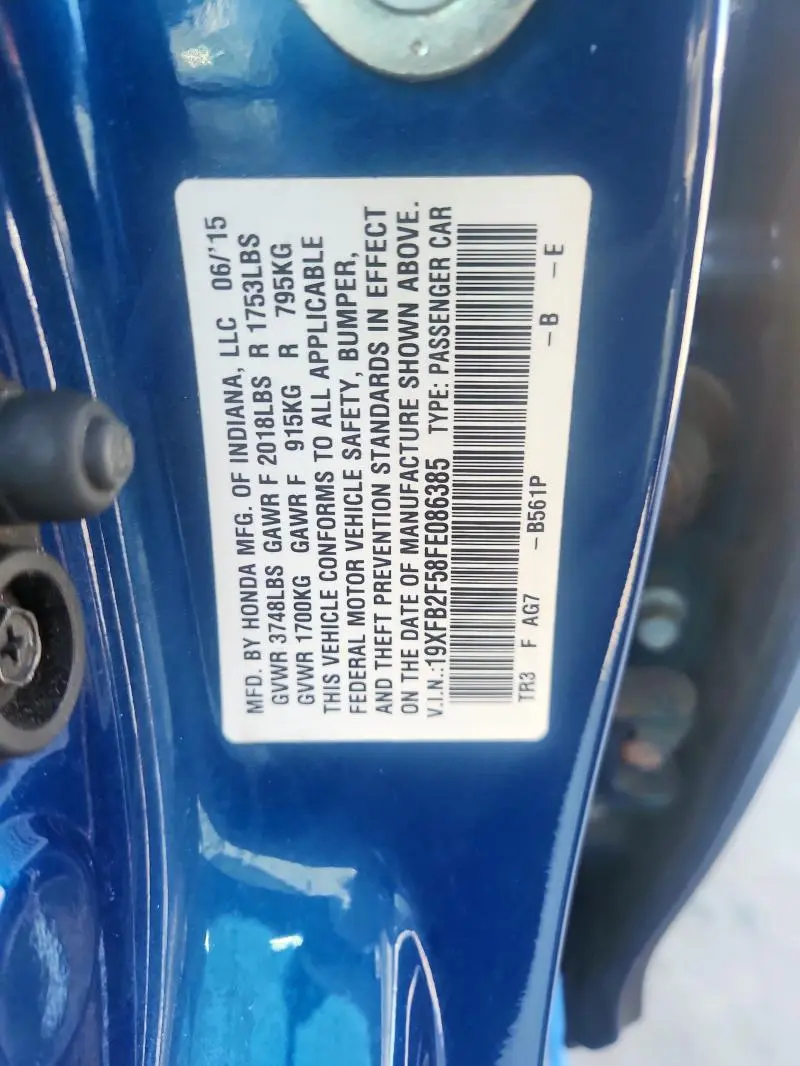 MFD. BY HONDA MFG. OF INDIANA, LLC 06/'15
GVWR 3748LBS GAWR F 2018LBS R 1753LBS
GVWR 1700KG GAWR F 915KG R 795KG
THIS VEHICLE CONFORMS TO ALL APPLICABLE
FEDERAL MOTOR VEHICLE SAFETY, BUMPER,
AND THEFT PREVENTION STANDARDS IN EFFECT
ON THE DATE OF MANUFACTURE SHOWN ABOVE.
V.I.N.:19XFB2F58FE086385 TYPE: PASSENGER CAR
TR3 F AG7 -B561P -B -E